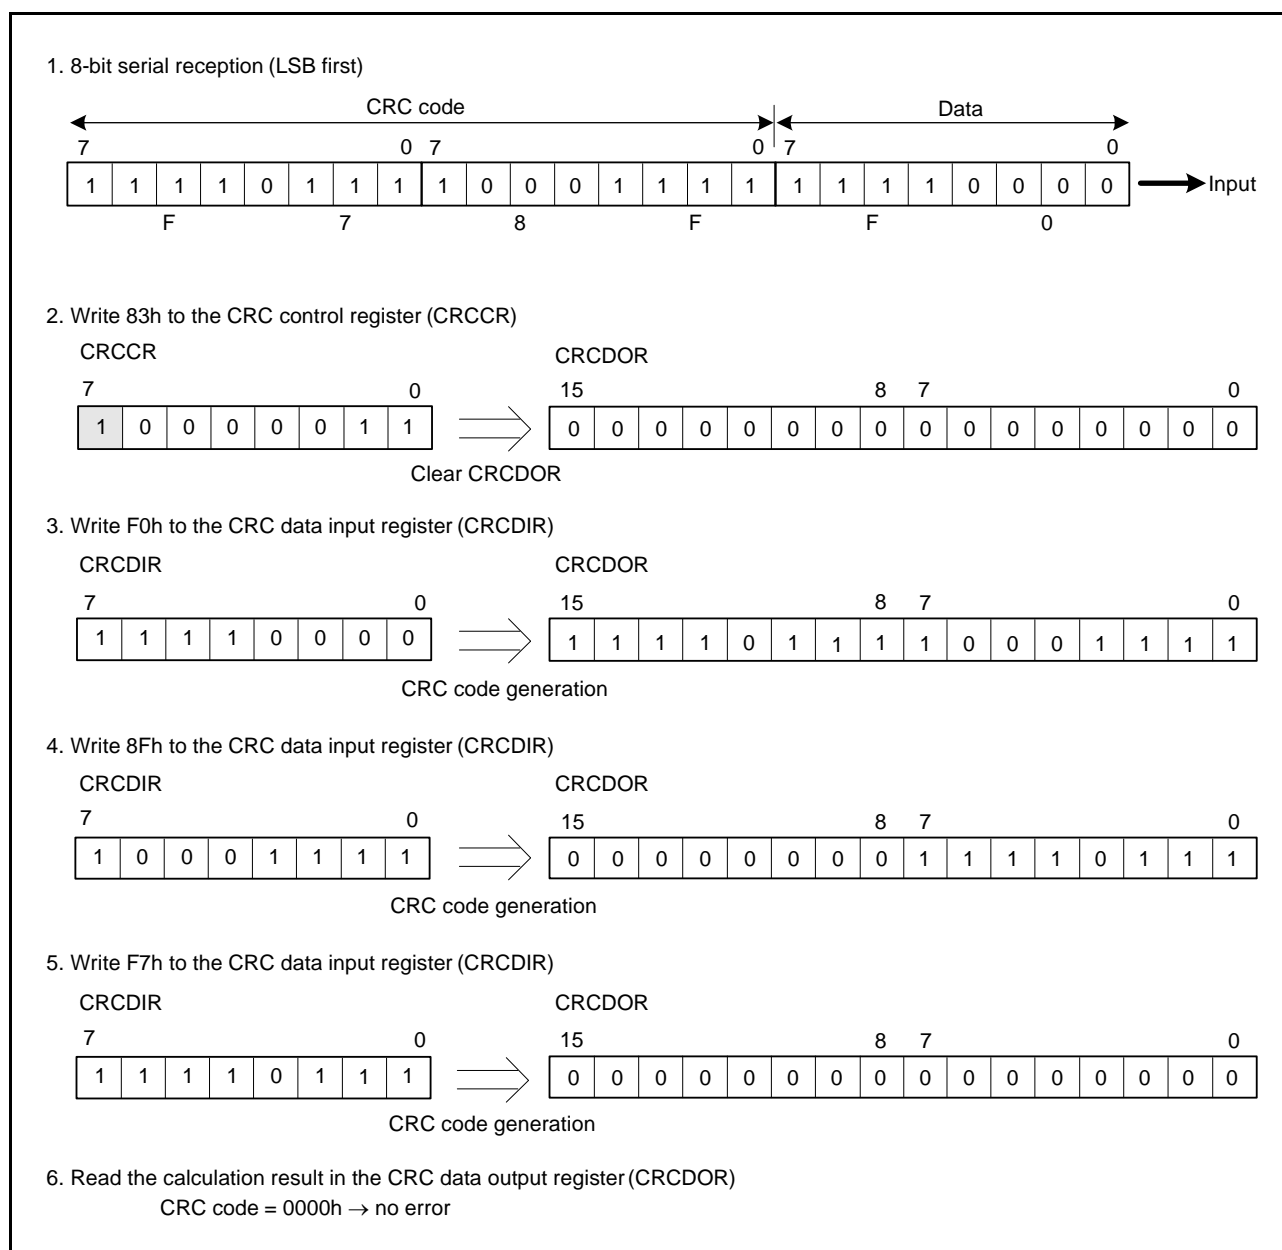 1. 8-bit serial reception (LSB first)
CRC code Data
7 0 7 0 7 0
1 1 1 1 0 1 1 1 1 0 0 0 1 1 1 1 1 1 1 1 0 0 0 0 Input
F 7 8 F F 0
2. Write 83h to the CRC control register (CRCCR)
CRCCR CRCDOR
7 0 15 8 7 0
1 0 0 0 0 0 1 1 0 0 0 0 0 0 0 0 0 0 0 0 0 0 0 0
Clear CRCDOR
3. Write F0h to the CRC data input register (CRCDIR)
CRCDIR CRCDOR
7 0 15 8 7 0
1 1 1 1 0 0 0 0 1 1 1 1 0 1 1 1 1 0 0 0 1 1 1 1
CRC code generation
4. Write 8Fh to the CRC data input register (CRCDIR)
CRCDIR CRCDOR
7 0 15 8 7 0
1 0 0 0 1 1 1 1 0 0 0 0 0 0 0 0 1 1 1 1 0 1 1 1
CRC code generation
5. Write F7h to the CRC data input register (CRCDIR)
CRCDIR CRCDOR
7 0 15 8 7 0
1 1 1 1 0 1 1 1 0 0 0 0 0 0 0 0 0 0 0 0 0 0 0 0
CRC code generation
6. Read the calculation result in the CRC data output register (CRCDOR)
CRC code = 0000h → no error